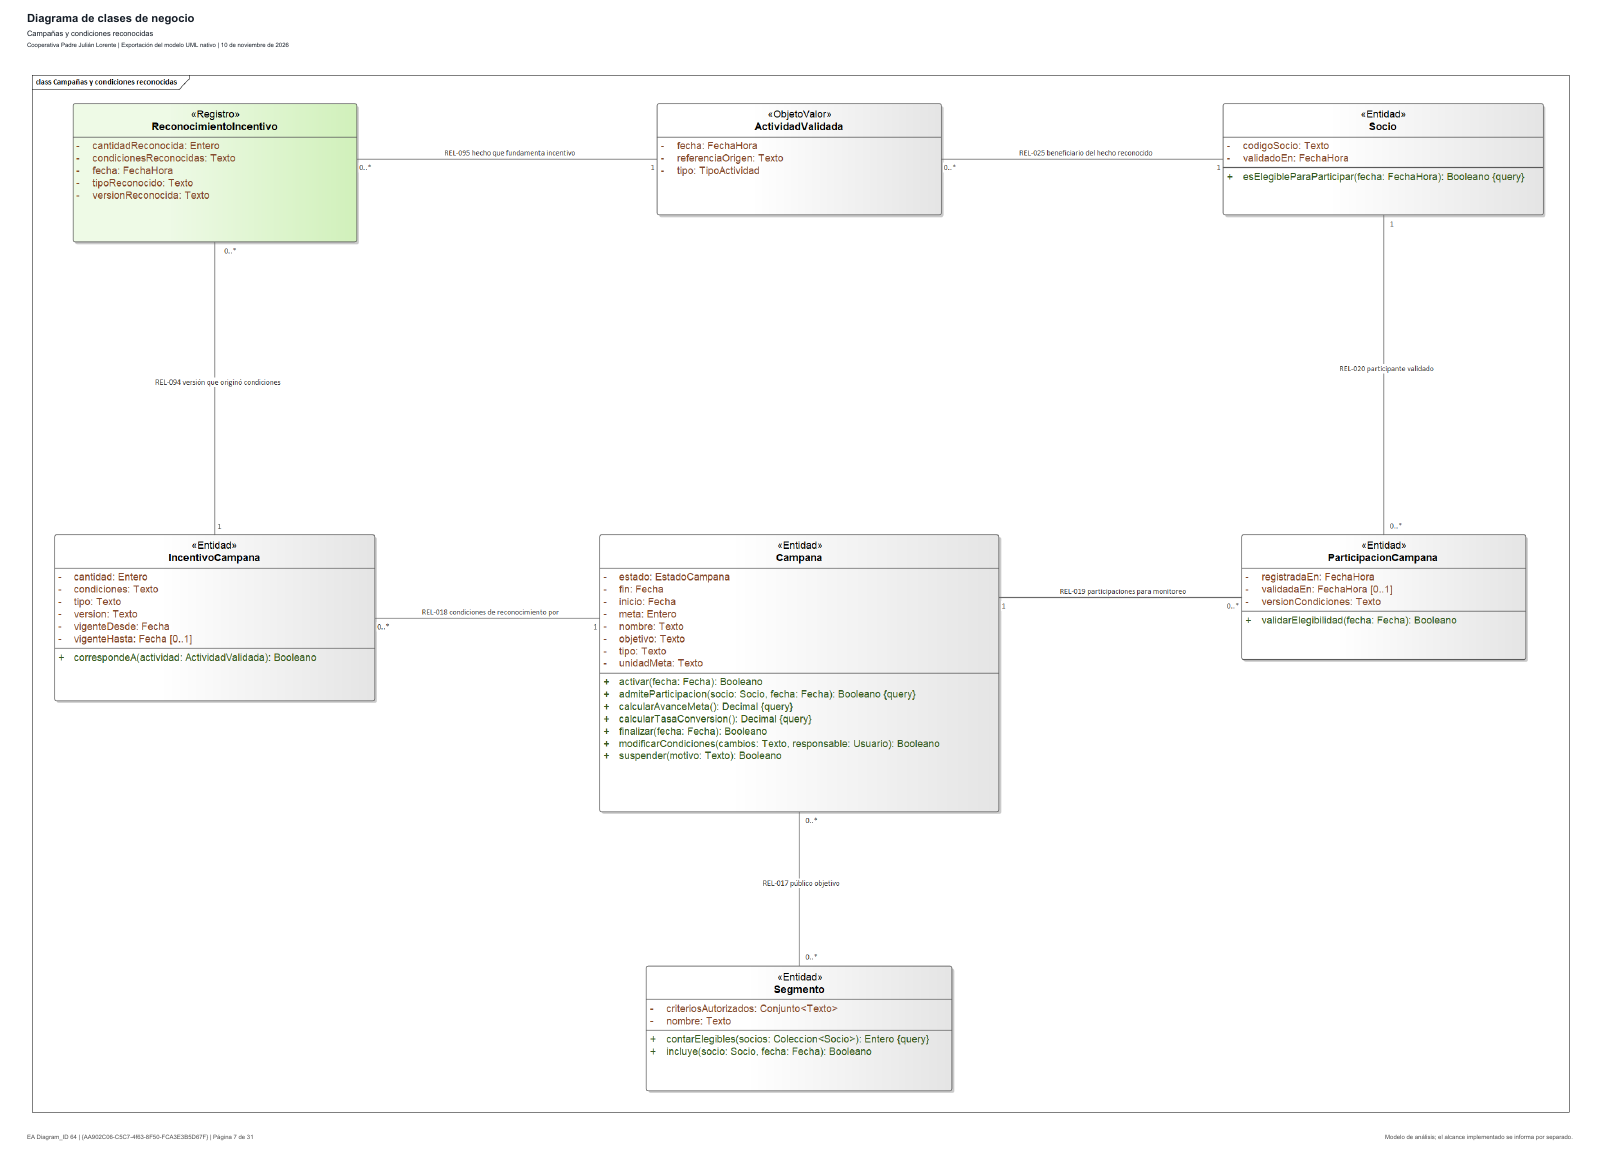 Diagrama de clases de negocio
Campañas y condiciones reconocidas
Cooperativa Padre Julián Lorente | Exportación del modelo UML nativo | 10 de noviembre de 2026
class Campañas y condiciones reconocidas
«Registro»
ReconocimientoIncentivo
- cantidadReconocida: Entero
- condicionesReconocidas: Texto
- fecha: FechaHora
- tipoReconocido: Texto
- versionReconocida: Texto
REL-095 hecho que fundamenta incentivo
0..*
1
«ObjetoValor»
ActividadValidada
- fecha: FechaHora
- referenciaOrigen: Texto
- tipo: TipoActividad
REL-025 beneficiario del hecho reconocido
0..*
1
«Entidad»
Socio
- codigoSocio: Texto
- validadoEn: FechaHora
+ esElegibleParaParticipar(fecha: FechaHora): Booleano {query}
0..*
REL-094 versión que originó condiciones
1
1
REL-020 participante validado
0..*
«Entidad»
IncentivoCampana
- cantidad: Entero
- condiciones: Texto
- tipo: Texto
- version: Texto
- vigenteDesde: Fecha
- vigenteHasta: Fecha [0..1]
+ correspondeA(actividad: ActividadValidada): Booleano
REL-018 condiciones de reconocimiento por
0..*
1
«Entidad»
Campana
- estado: EstadoCampana
- fin: Fecha
- inicio: Fecha
- meta: Entero
- nombre: Texto
- objetivo: Texto
- tipo: Texto
- unidadMeta: Texto
+ activar(fecha: Fecha): Booleano
+ admiteParticipacion(socio: Socio, fecha: Fecha): Booleano {query}
+ calcularAvanceMeta(): Decimal {query}
+ calcularTasaConversion(): Decimal {query}
+ finalizar(fecha: Fecha): Booleano
+ modificarCondiciones(cambios: Texto, responsable: Usuario): Booleano
+ suspender(motivo: Texto): Booleano
REL-019 participaciones para monitoreo
1
0..*
«Entidad»
ParticipacionCampana
- registradaEn: FechaHora
- validadaEn: FechaHora [0..1]
- versionCondiciones: Texto
+ validarElegibilidad(fecha: Fecha): Booleano
0..*
REL-017 público objetivo
0..*
«Entidad»
Segmento
- criteriosAutorizados: Conjunto<Texto>
- nombre: Texto
+ contarElegibles(socios: Coleccion<Socio>): Entero {query}
+ incluye(socio: Socio, fecha: Fecha): Booleano
EA Diagram_ID 64 | {AA902C06-C5C7-4f63-8F50-FCA3E3B5D67F} | Página 7 de 31
Modelo de análisis; el alcance implementado se informa por separado.